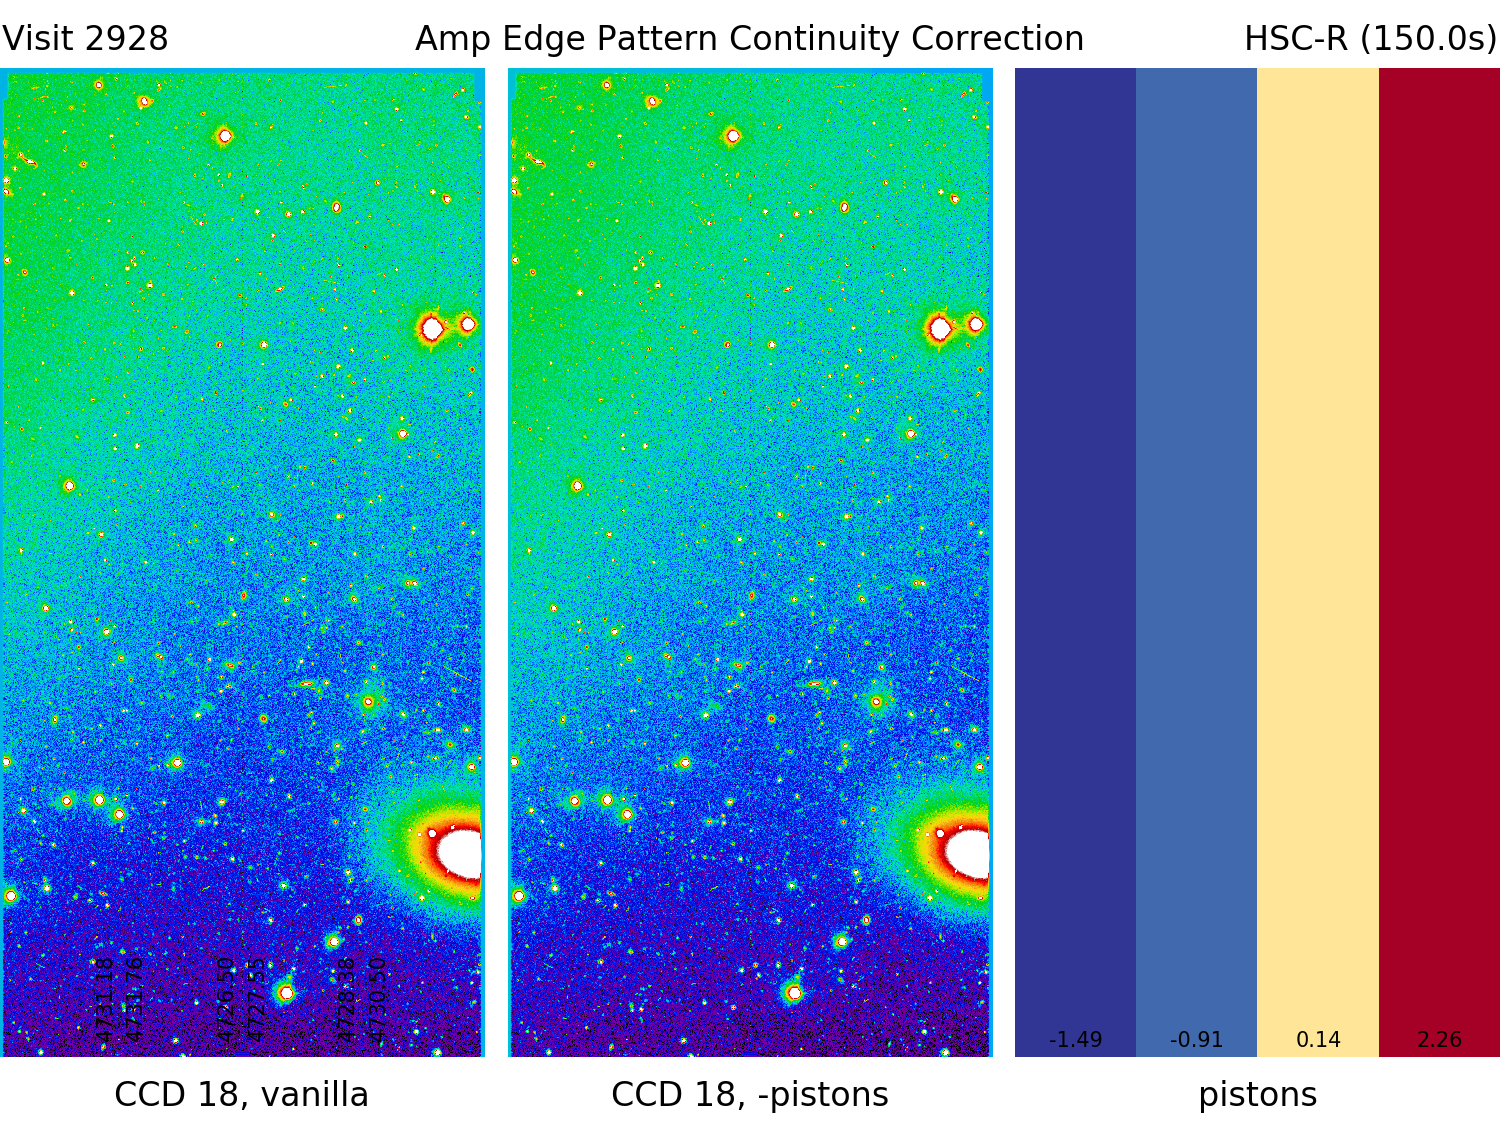 Visit 2928
Amp Edge Pattern Continuity Correction
HSC-R (150.0s)
4731.18
4731.76
4726.50
4727.55
4728.38
4730.50
-1.49
-0.91
0.14
2.26
CCD 18, vanilla
CCD 18, -pistons
pistons